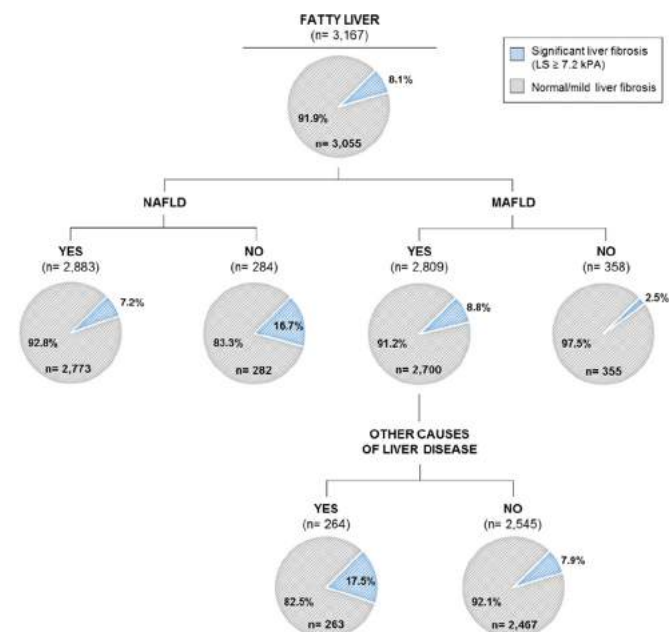 FATTY LIVER
(n= 3,167)
Significant liver fibrosis
(LS ≥ 7.2 kPA)
Normal/mild liver fibrosis
8.1%
91.9%
n= 3,055
NAFLD
MAFLD
YES
(n= 2,883)
NO
(n= 284)
YES
(n= 2,809)
NO
(n= 358)
7.2%
92.8%
n= 2,773
16.7%
83.3%
n= 282
8.8%
91.2%
n= 2,700
2.5%
97.5%
n= 355
OTHER CAUSES
OF LIVER DISEASE
YES
(n= 264)
NO
(n= 2,545)
17.5%
82.5%
n= 263
7.9%
92.1%
n= 2,467